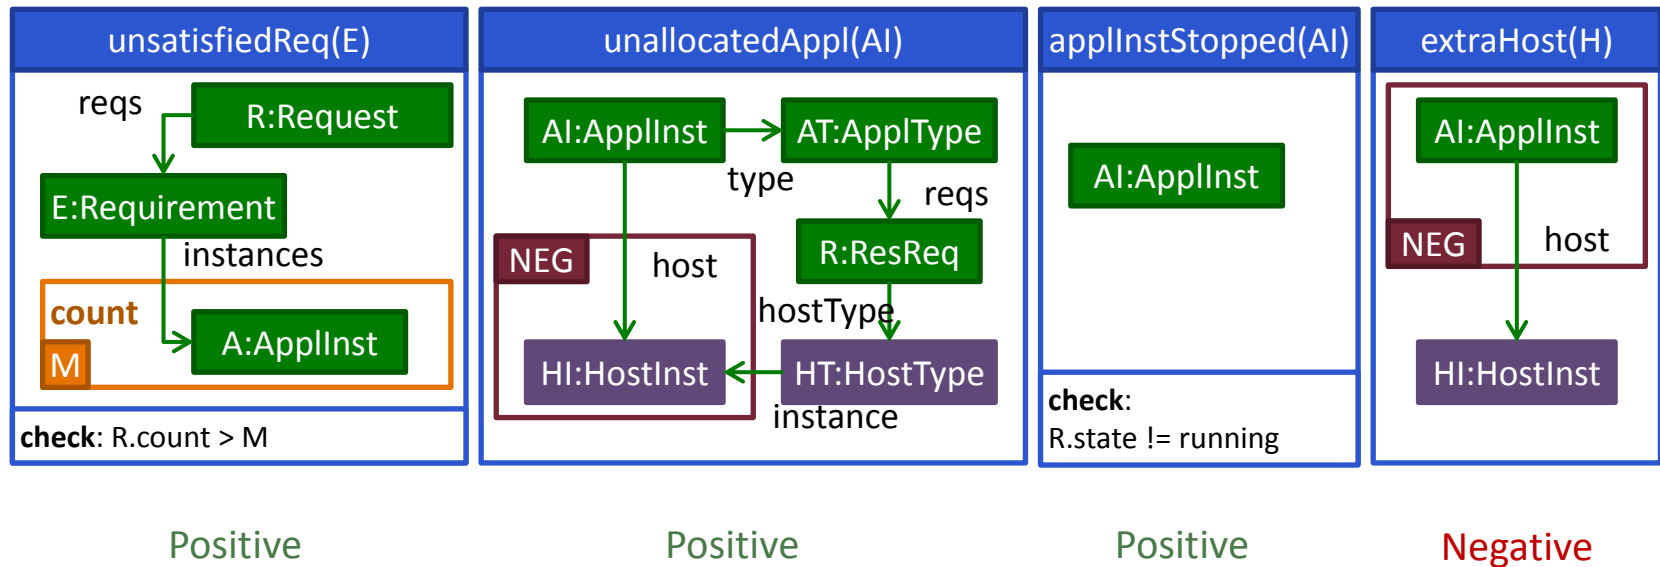 unsatisfiedReq(E)
reqs
R:Request
E:Requirement
instances
count
A:ApplInst
M
check: R.count > M
unallocatedAppl(AI)
AI:ApplInst
AT:ApplType
type
reqs
NEG
host
R:ResReq
hostType
HI:HostInst
HT:HostType
instance
applInstStopped(AI)
AI:ApplInst
check:
R.state != running
extraHost(H)
AI:ApplInst
NEG
host
HI:HostInst
Positive
Positive
Positive
Negative